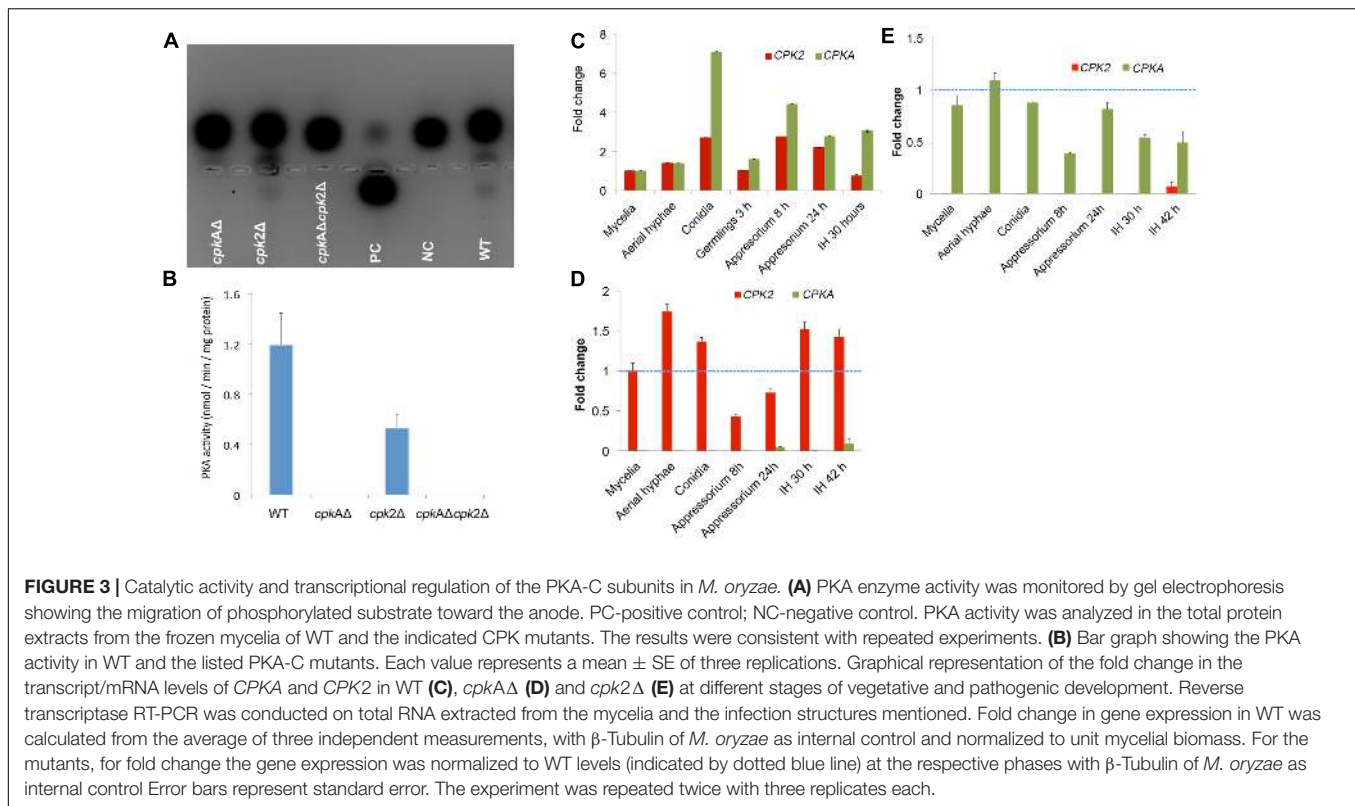 A
cpkAΔ
cpk2Δ
cpkAΔcpk2Δ
PC
NC
WT
B
PKA activity (nmol / min / mg protein)
1.6
1.2
0.8
0.4
0
WT
cpkAΔ
cpk2Δ
cpkAΔcpk2Δ
C
CPK2
CPKA
Fold change
8
6
4
2
0
Mycelia
Aerial hyphae
Conidia
Germlings 3 h
Appressorium 8 h
Appressorium 24 h
IH 30 hours
D
CPK2
CPKA
Fold change
2
1.5
1
0.5
0
Mycelia
Aerial hyphae
Conidia
Appressorium 8h
Appressorium 24h
IH 30 h
IH 42 h
E
CPK2
CPKA
Fold change
1.5
1
0.5
0
Mycelia
Aerial hyphae
Conidia
Appressorium 8h
Appressorium 24h
IH 30 h
IH 42 h
FIGURE 3 | Catalytic activity and transcriptional regulation of the PKA-C subunits in M. oryzae. (A) PKA enzyme activity was monitored by gel electrophoresis
showing the migration of phosphorylated substrate toward the anode. PC-positive control; NC-negative control. PKA activity was analyzed in the total protein
extracts from the frozen mycelia of WT and the indicated CPK mutants. The results were consistent with repeated experiments. (B) Bar graph showing the PKA
activity in WT and the listed PKA-C mutants. Each value represents a mean ± SE of three replications. Graphical representation of the fold change in the
transcript/mRNA levels of CPKA and CPK2 in WT (C), cpkAΔ (D) and cpk2Δ (E) at different stages of vegetative and pathogenic development. Reverse
transcriptase RT-PCR was conducted on total RNA extracted from the mycelia and the infection structures mentioned. Fold change in gene expression in WT was
calculated from the average of three independent measurements, with β-Tubulin of M. oryzae as internal control and normalized to unit mycelial biomass. For the
mutants, for fold change the gene expression was normalized to WT levels (indicated by dotted blue line) at the respective phases with β-Tubulin of M. oryzae as
internal control Error bars represent standard error. The experiment was repeated twice with three replicates each.